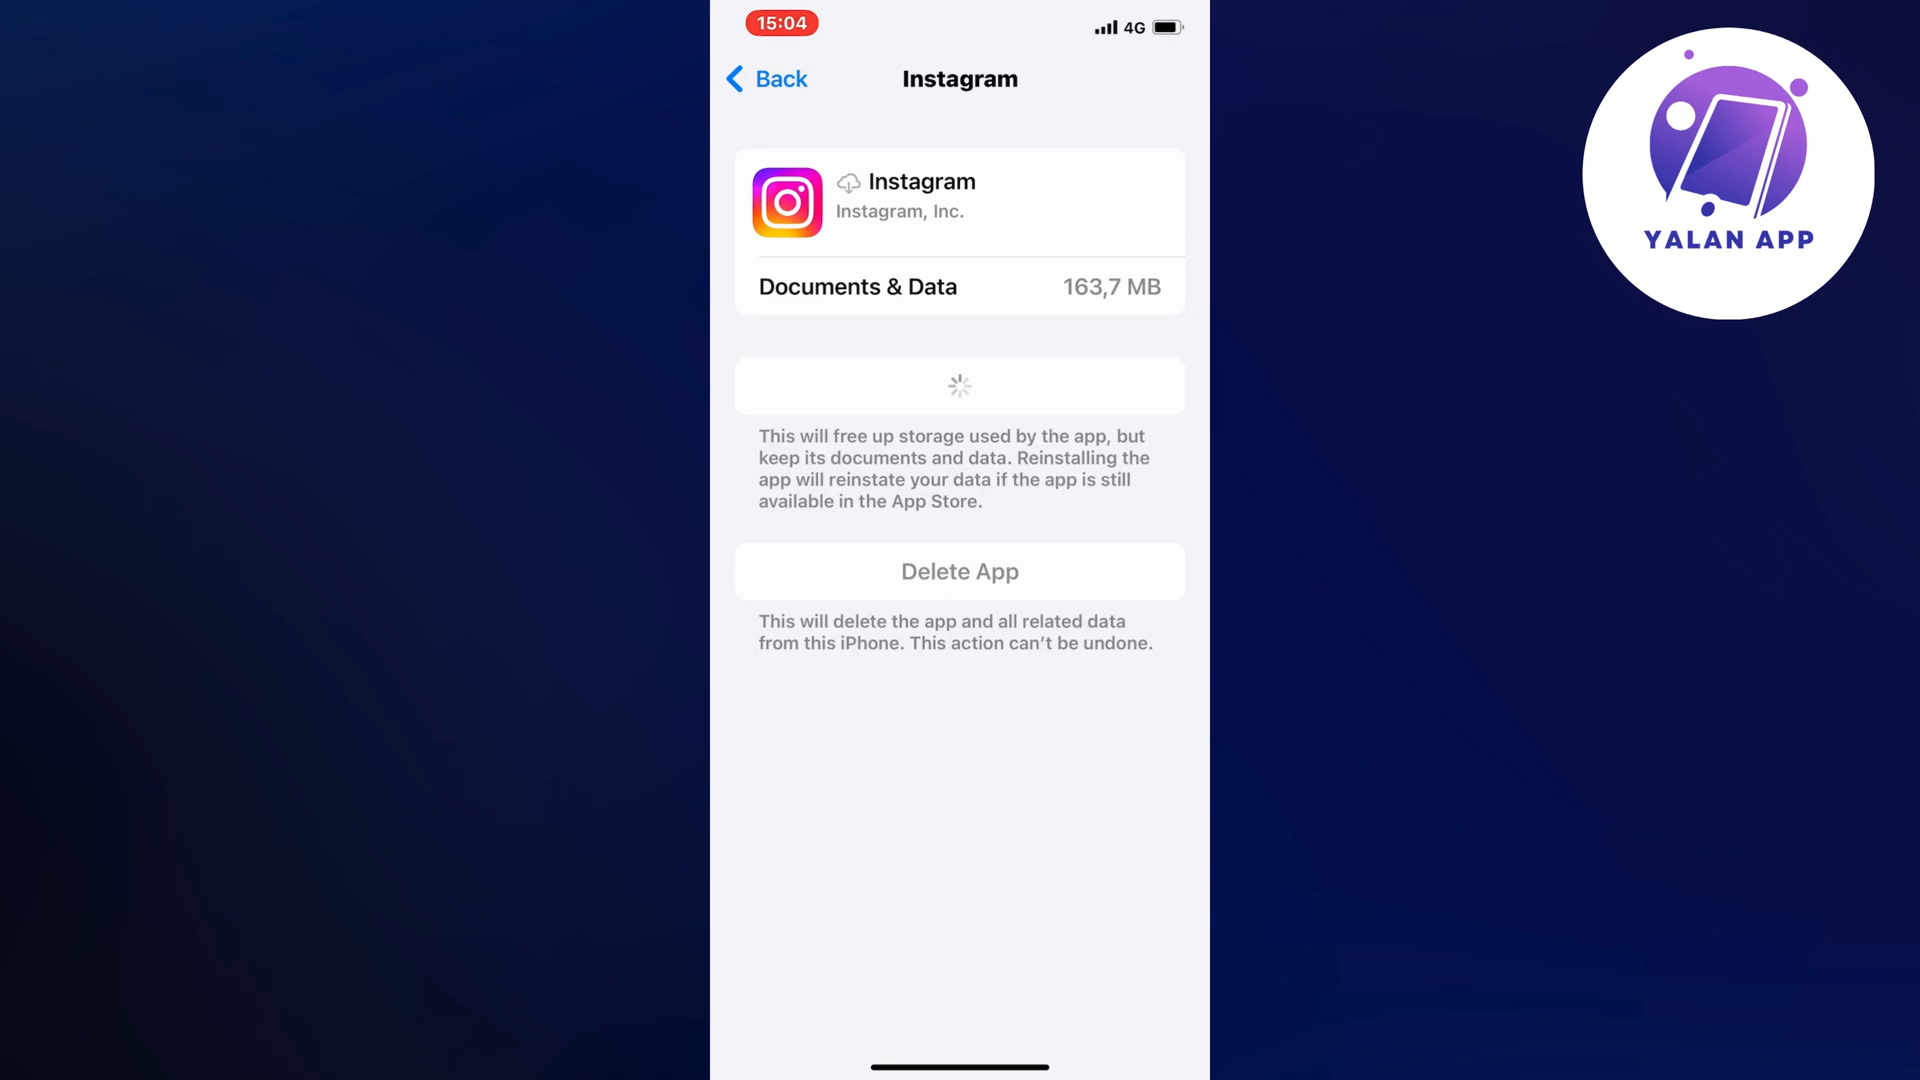 15:04
4G
Back
Instagram
YALAN APP
Instagram
Instagram, Inc.
Documents & Data
163,7 MB
This will free up storage used by the app, but
keep its documents and data. Reinstalling the
app will reinstate your data if the app is still
available in the App Store.
Delete App
This will delete the app and all related data
from this iPhone. This action can’t be undone.